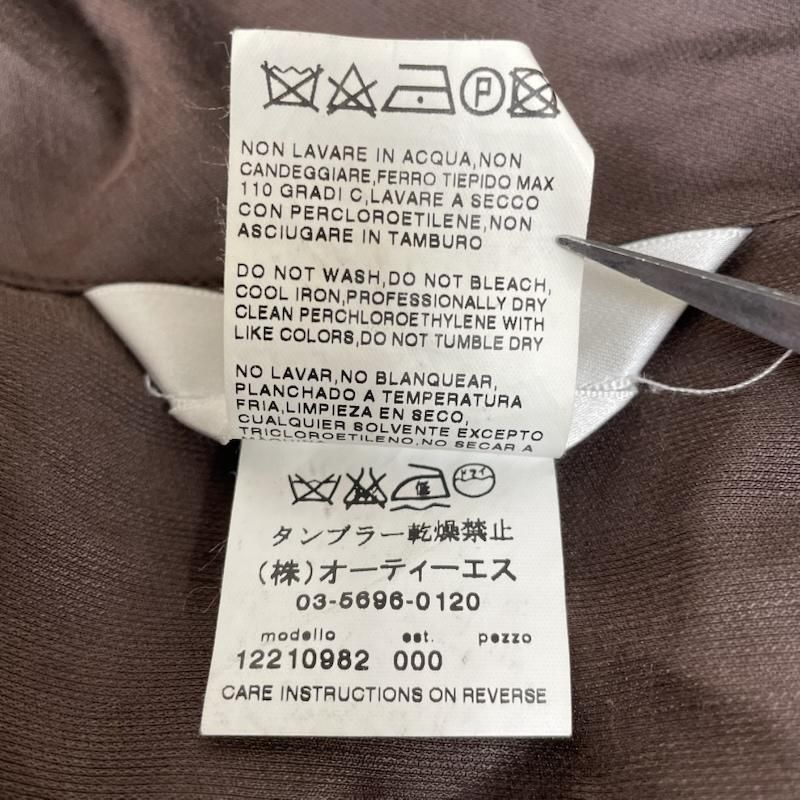 P
NON LAVARE IN ACQUA,NON
CANDEGGIARE,FERRO TIEPIDO MAX
110 GRADI C,LAVARE A SECCO
CON PERCLOROETILENE,NON
ASCIUGARE IN TAMBURO
DO NOT WASH,DO NOT BLEACH,
COOL IRON,PROFESSIONALLY DRY
CLEAN PERCHLOROETHYLENE WITH
LIKE COLORS,DO NOT TUMBLE DRY
NO LAVAR,NO BLANQUEAR,
PLANCHADO A TEMPERATURA
FRIA,LIMPIEZA EN SECO,
CUALQUIER SOLVENTE EXCEPTO
TRICLOROETILENO,NO SECAR A
低 ドライ
タンブラー乾燥禁止
(株)オーティーエス
03-5696-0120
modello est. pezzo
12210982 000
CARE INSTRUCTIONS ON REVERSE